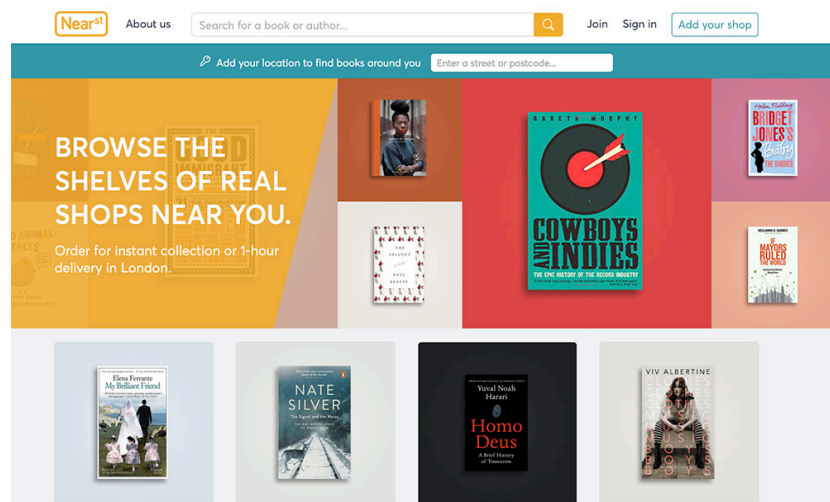 Near st
About us
Search for a book or author...
Join
Sign in
Add your shop
Add your location to find books around you
Enter a street or postcode...
BROWSE THE
SHELVES OF REAL
SHOPS NEAR YOU.
Order for instant collection or 1-hour
delivery in London.
GARETH MURPHY
COWBOYS
AND INDIES
THE EPIC HISTORY OF THE RECORD INDUSTRY
Helen Fielding
BRIDGET
JONES'S
Baby
THE DIARIES
THE
SELLOUT
PAUL
BEATTY
BENJAMIN R. BARBER
IF
MAYORS
RULED
THE WORLD
Elena Ferrante
My Brilliant Friend
NATE
SILVER
The Signal and the Noise
Yuval Noah
Harari
Homo
Deus
A Brief History
of Tomorrow
VIV ALBERTINE